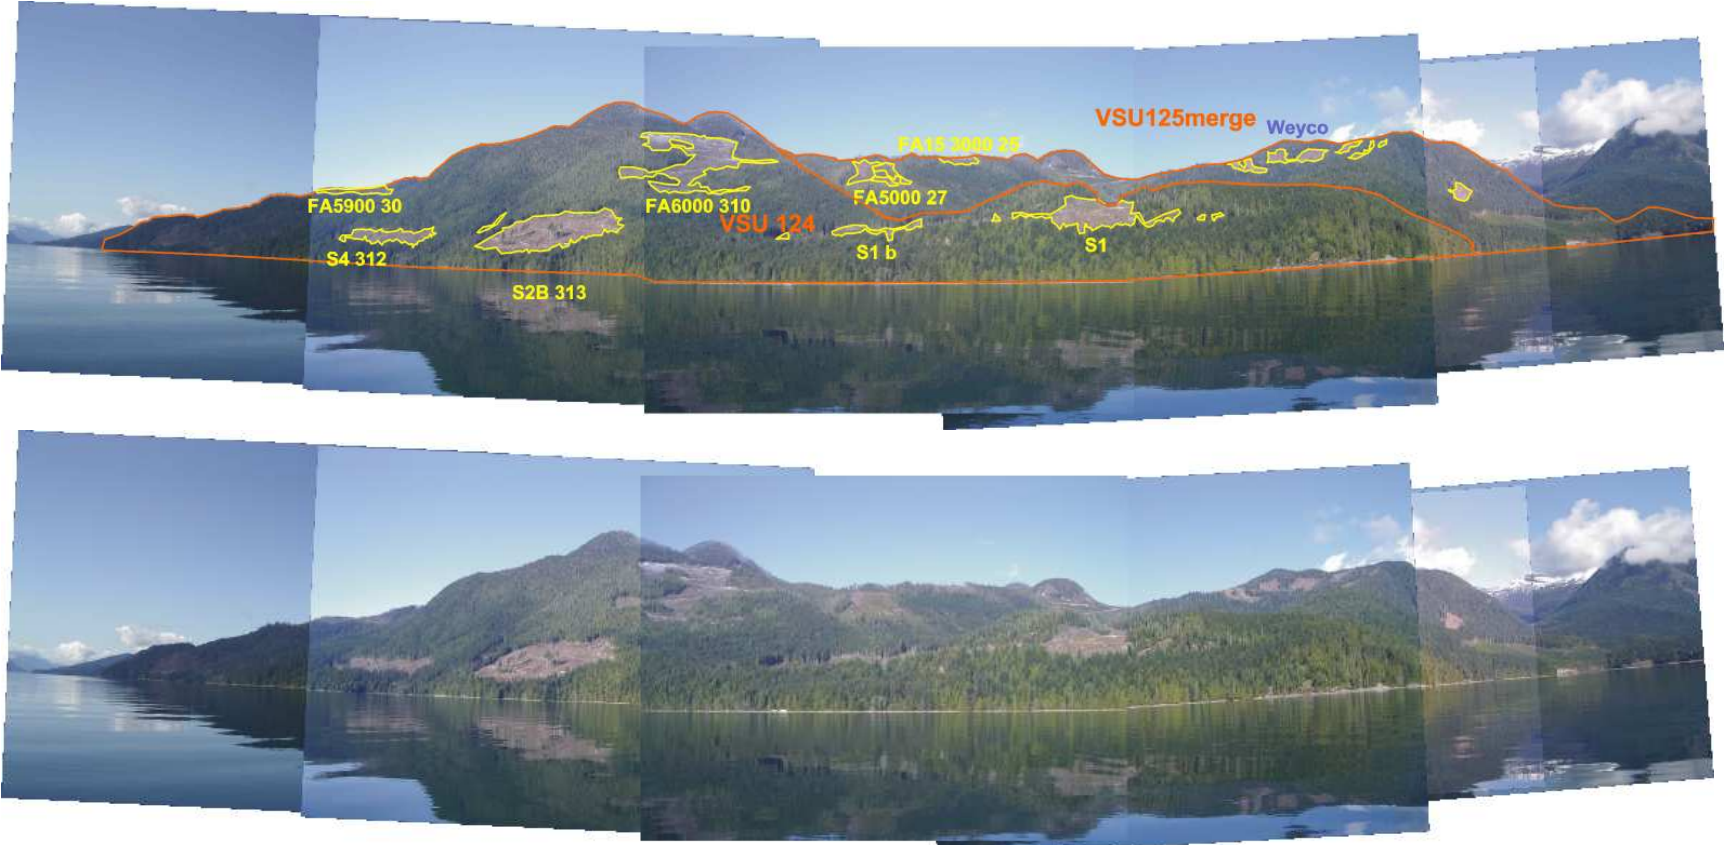 VSU125merge
Weyco
FA15 3000 25
FA5900 30
FA6000 310
FA5000 27
VSU 124
S4 312
S1 b
S1
S2B 313